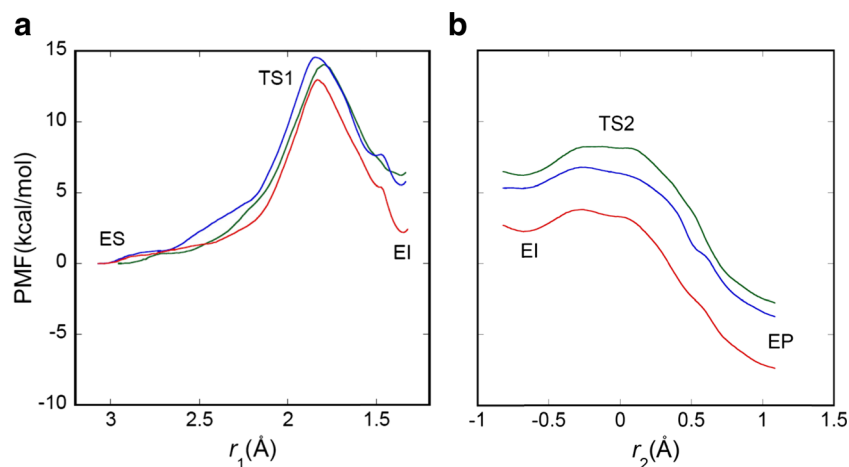 a
b
PMF(kcal/mol)
15
10
5
0
-5
-10
TS1
ES
EI
3
2.5
2
1.5
r1(Å)
TS2
EI
EP
-1
-0.5
0
0.5
1
1.5
r2(Å)